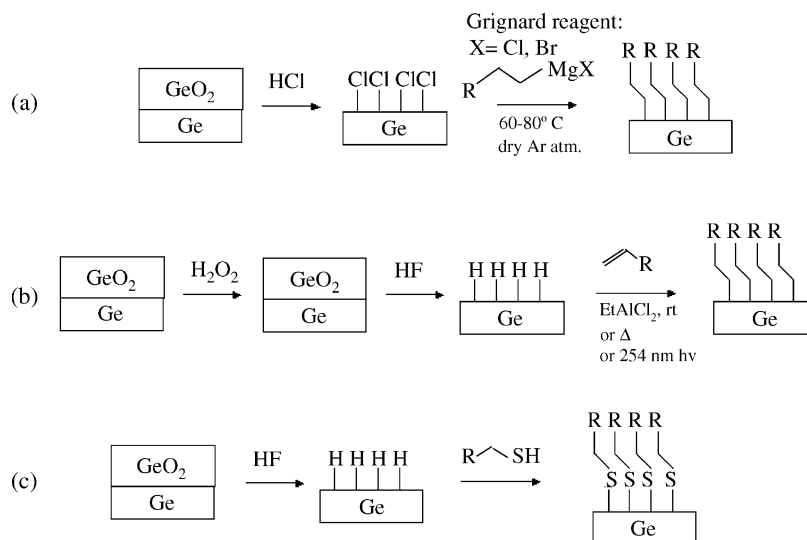 Grignard reagent:
X= Cl, Br
(a)
GeO₂
Ge
HCl
ClCl ClCl
Ge
R
MgX
60-80º C
dry Ar atm.
R R R R
Ge
(b)
GeO₂
Ge
H₂O₂
GeO₂
Ge
HF
H H H H
Ge
R
EtAlCl₂, rt
or Δ
or 254 nm hν
R R R R
Ge
(c)
GeO₂
Ge
HF
H H H H
Ge
R SH
R R R R
S S S S
Ge